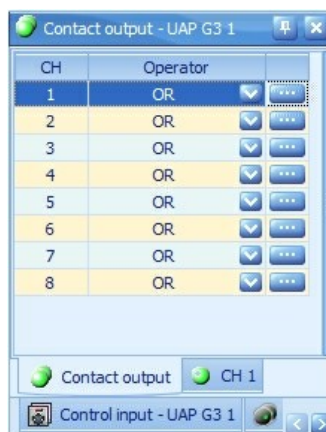 Contact output - UAP G3 1
CH Operator
1 OR
2 OR
3 OR
4 OR
5 OR
6 OR
7 OR
8 OR
Contact output CH 1
Control input - UAP G3 1